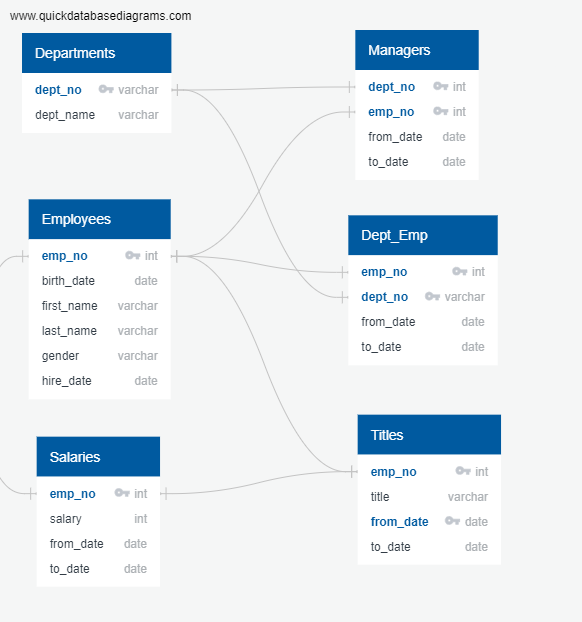 www.quickdatabasediagrams.com
Departments
dept_no varchar
dept_name varchar
Managers
dept_no int
emp_no int
from_date date
to_date date
Employees
emp_no int
birth_date date
first_name varchar
last_name varchar
gender varchar
hire_date date
Dept_Emp
emp_no int
dept_no varchar
from_date date
to_date date
Salaries
emp_no int
salary int
from_date date
to_date date
Titles
emp_no int
title varchar
from_date date
to_date date